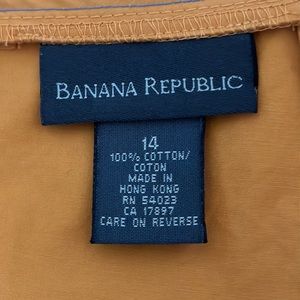 BANANA REPUBLIC
14
100% COTTON/
COTON
MADE IN
HONG KONG
RN 54023
CA 17897
CARE ON REVERSE